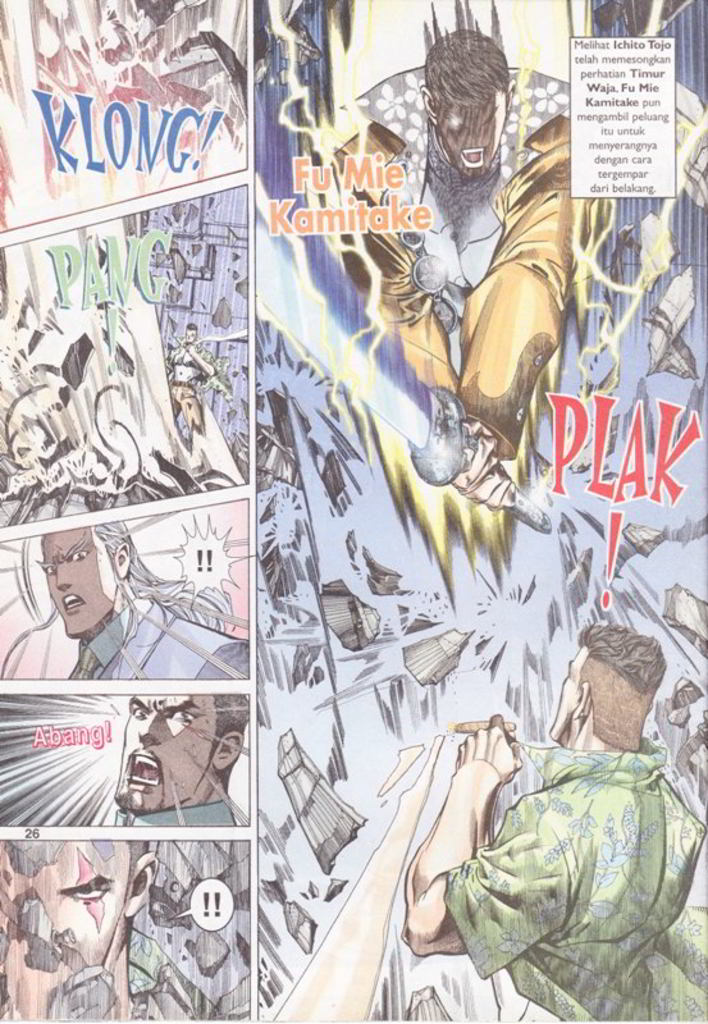 KLONG!
PANG!
!!
Abang!
26
!!
Fu Mie
Kamitake
Melihat Ichito Tojo
telah memesongkan
perhatian Timur
Waja, Fu Mie
Kamitake pun
mengambil peluang
itu untuk
menyerangnya
dengan cara
tergempar
dari belakang.
PLAK!